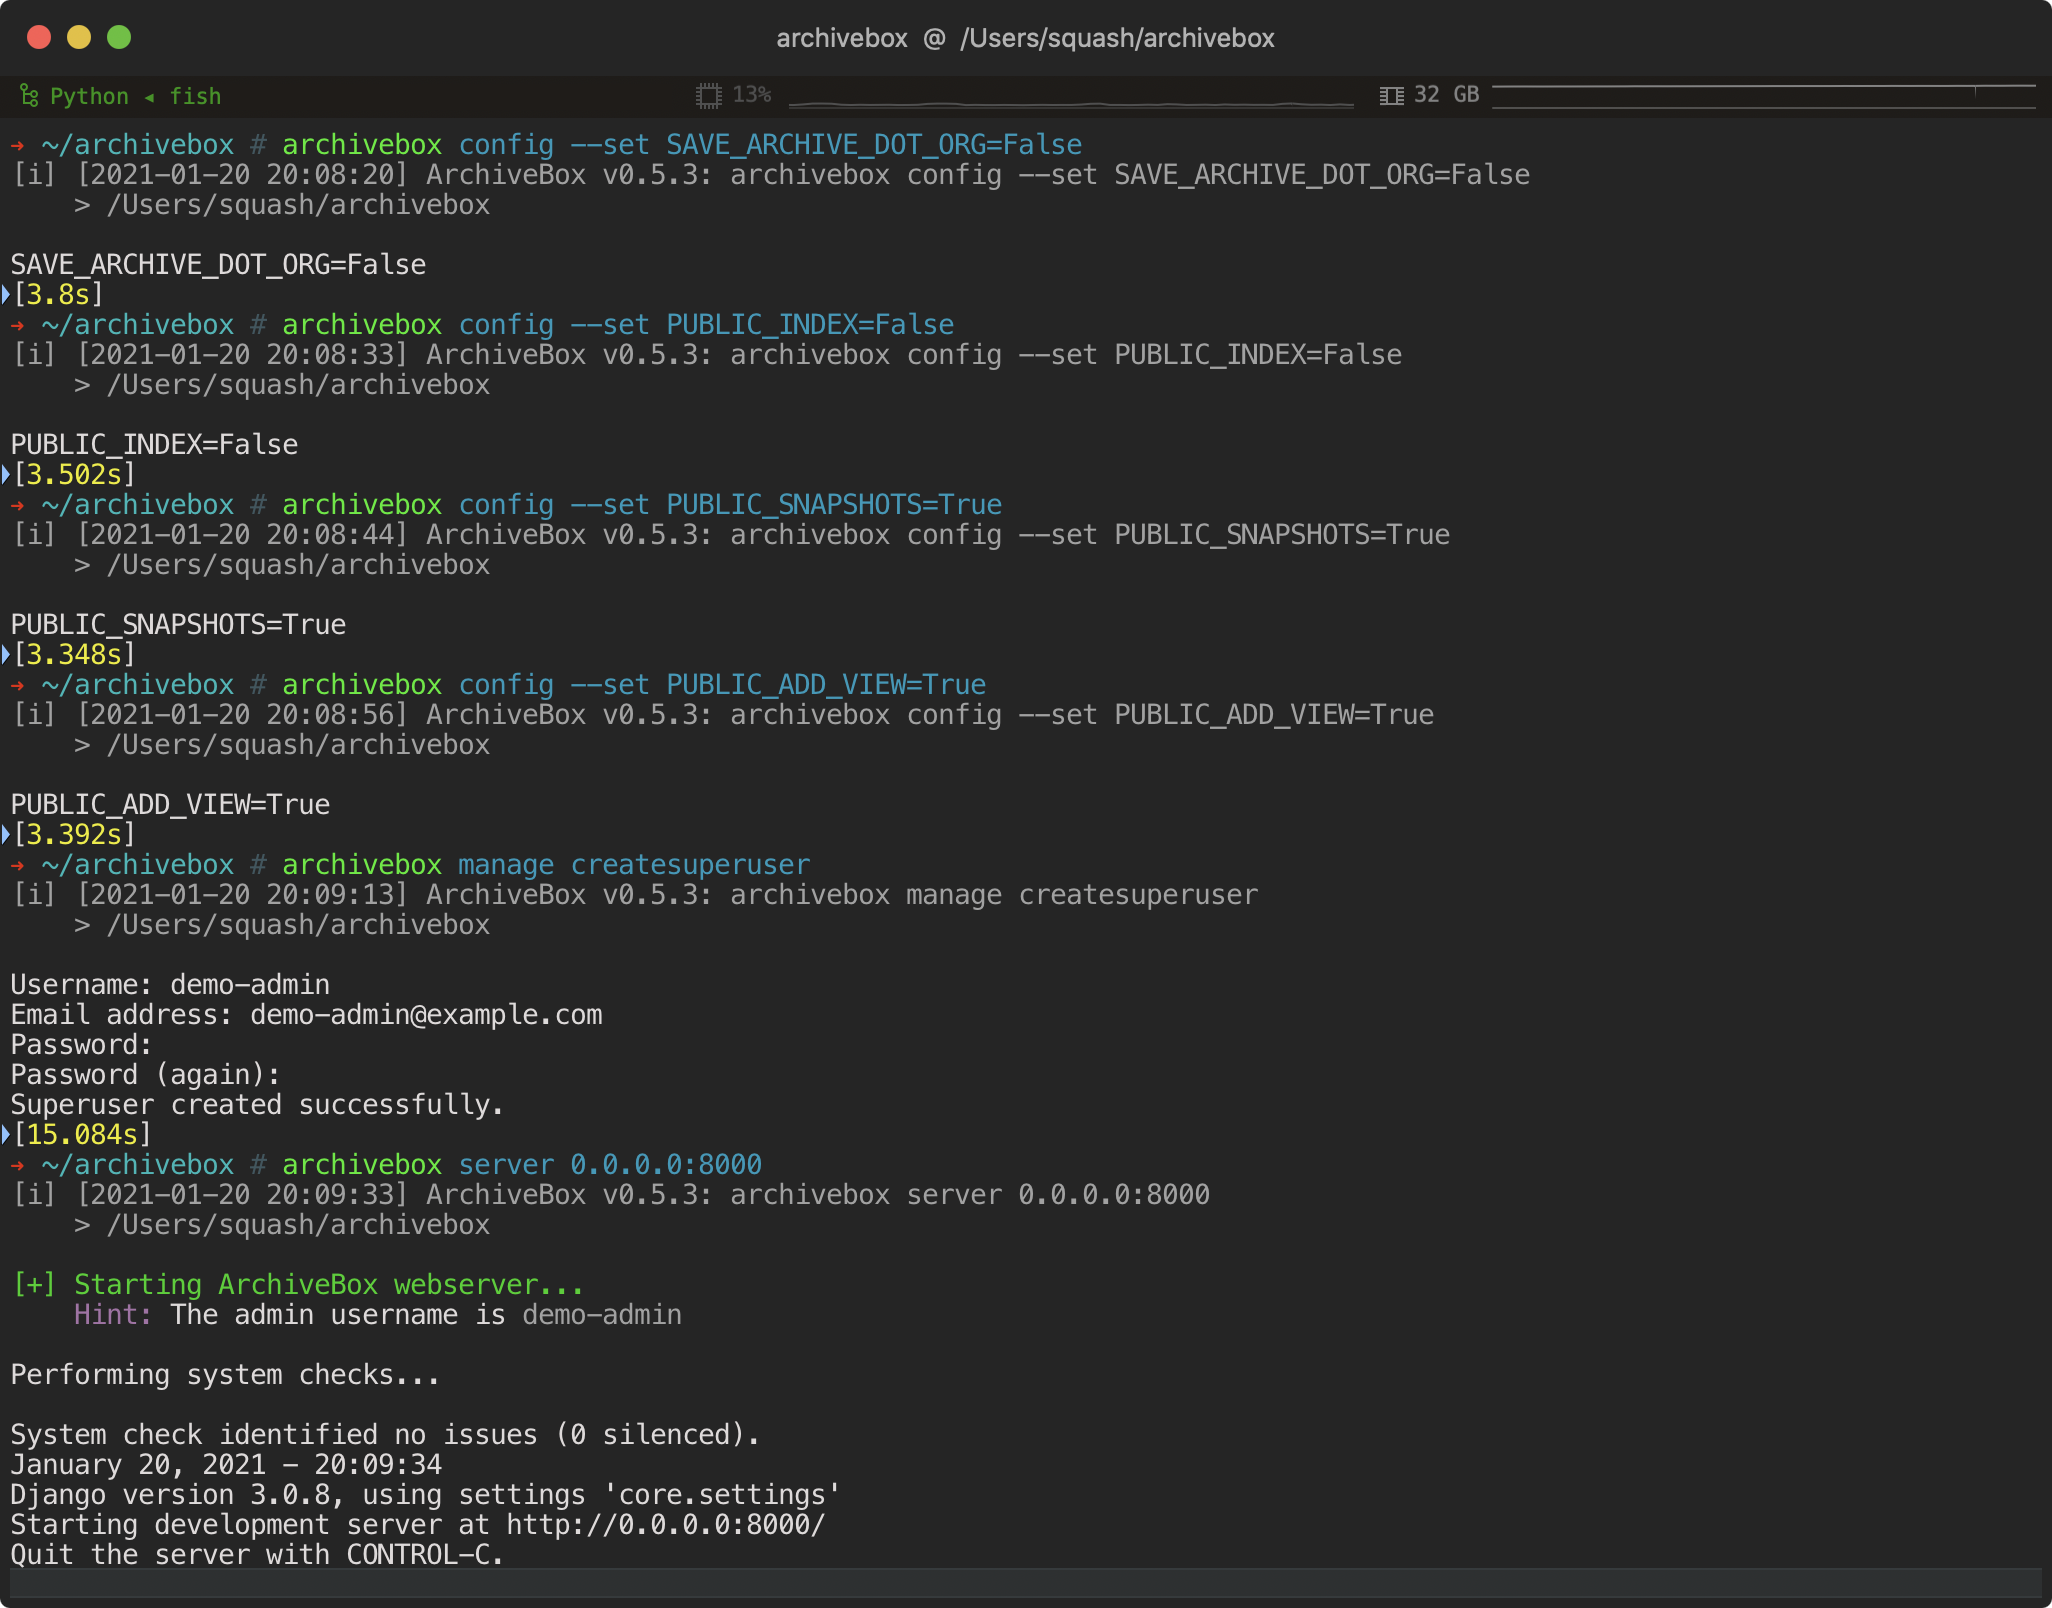 archivebox @ /Users/squash/archivebox
Python ◂ fish 13% 32 GB
➜ ~/archivebox # archivebox config --set SAVE_ARCHIVE_DOT_ORG=False
[i] [2021-01-20 20:08:20] ArchiveBox v0.5.3: archivebox config --set SAVE_ARCHIVE_DOT_ORG=False
> /Users/squash/archivebox
SAVE_ARCHIVE_DOT_ORG=False
[3.8s]
➜ ~/archivebox # archivebox config --set PUBLIC_INDEX=False
[i] [2021-01-20 20:08:33] ArchiveBox v0.5.3: archivebox config --set PUBLIC_INDEX=False
> /Users/squash/archivebox
PUBLIC_INDEX=False
[3.502s]
➜ ~/archivebox # archivebox config --set PUBLIC_SNAPSHOTS=True
[i] [2021-01-20 20:08:44] ArchiveBox v0.5.3: archivebox config --set PUBLIC_SNAPSHOTS=True
> /Users/squash/archivebox
PUBLIC_SNAPSHOTS=True
[3.348s]
➜ ~/archivebox # archivebox config --set PUBLIC_ADD_VIEW=True
[i] [2021-01-20 20:08:56] ArchiveBox v0.5.3: archivebox config --set PUBLIC_ADD_VIEW=True
> /Users/squash/archivebox
PUBLIC_ADD_VIEW=True
[3.392s]
➜ ~/archivebox # archivebox manage createsuperuser
[i] [2021-01-20 20:09:13] ArchiveBox v0.5.3: archivebox manage createsuperuser
> /Users/squash/archivebox
Username: demo-admin
Email address: demo-admin@example.com
Password:
Password (again):
Superuser created successfully.
[15.084s]
➜ ~/archivebox # archivebox server 0.0.0.0:8000
[i] [2021-01-20 20:09:33] ArchiveBox v0.5.3: archivebox server 0.0.0.0:8000
> /Users/squash/archivebox
[+] Starting ArchiveBox webserver...
Hint: The admin username is demo-admin
Performing system checks...
System check identified no issues (0 silenced).
January 20, 2021 - 20:09:34
Django version 3.0.8, using settings 'core.settings'
Starting development server at http://0.0.0.0:8000/
Quit the server with CONTROL-C.